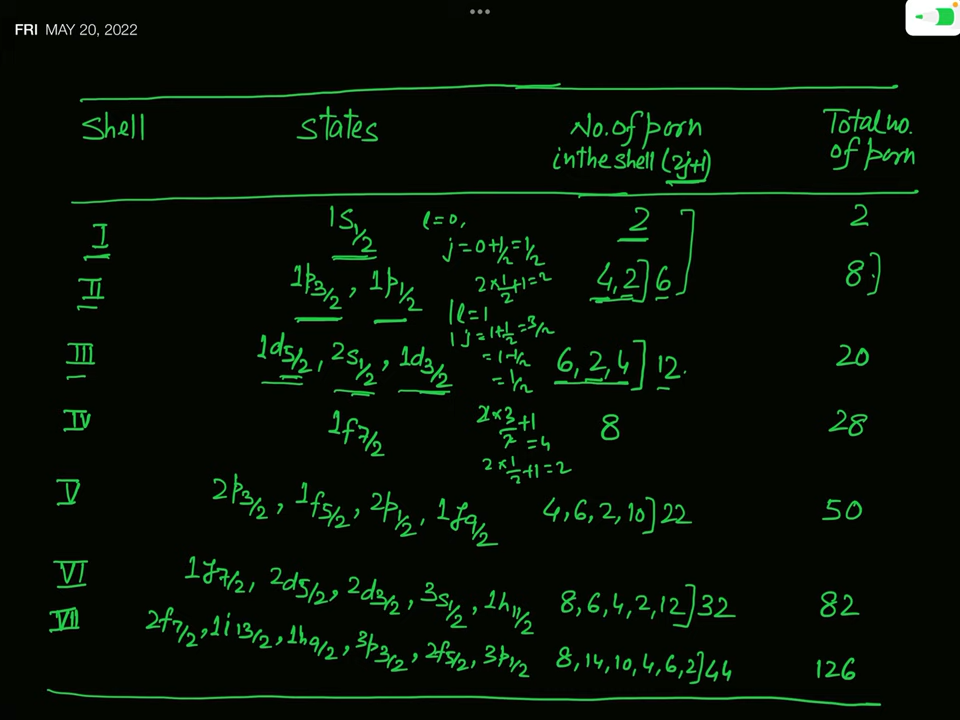 FRI MAY 20, 2022
Shell States No. of porn in the shell (2j+1) Total no. of porn
I 1s1/2 l=0, 2 2
j=0+1/2=1/2
II 1p3/2, 1p1/2 2×1/2+1=2 4,2] 6 8
l=1
j=1+1/2=3/2
III 1d5/2, 2s1/2, 1d3/2 =1-1/2 6,2,4] 12. 20
=1/2
IV 1f7/2 2×3/2+1 8 28
=4
2×1/2+1=2
V 2p3/2, 1f5/2, 2p1/2, 1g9/2 4,6,2,10] 22 50
VI 1g7/2, 2d5/2, 2d3/2, 3s1/2, 1h11/2 8,6,4,2,12] 32 82
VII 2f7/2, 1i13/2, 1h9/2, 3p3/2, 2f5/2, 3p1/2 8,14,10,4,6,2] 44 126